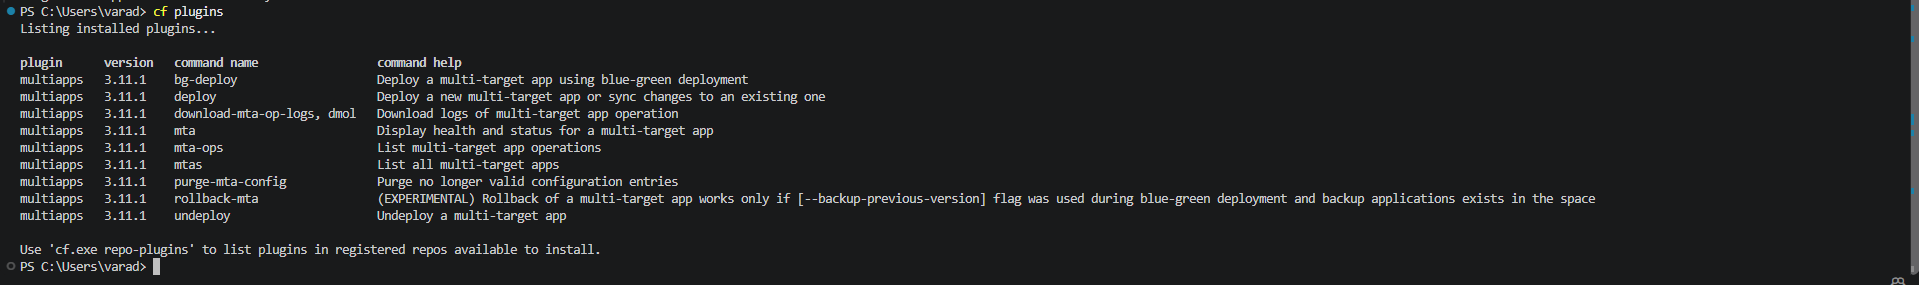 PS C:\Users\varad> cf plugins
Listing installed plugins...
plugin version command name command help
multiapps 3.11.1 bg-deploy Deploy a multi-target app using blue-green deployment
multiapps 3.11.1 deploy Deploy a new multi-target app or sync changes to an existing one
multiapps 3.11.1 download-mta-op-logs, dmol Download logs of multi-target app operation
multiapps 3.11.1 mta Display health and status for a multi-target app
multiapps 3.11.1 mta-ops List multi-target app operations
multiapps 3.11.1 mtas List all multi-target apps
multiapps 3.11.1 purge-mta-config Purge no longer valid configuration entries
multiapps 3.11.1 rollback-mta (EXPERIMENTAL) Rollback of a multi-target app works only if [--backup-previous-version] flag was used during blue-green deployment and backup applications exists in the space
multiapps 3.11.1 undeploy Undeploy a multi-target app
Use 'cf.exe repo-plugins' to list plugins in registered repos available to install.
PS C:\Users\varad>